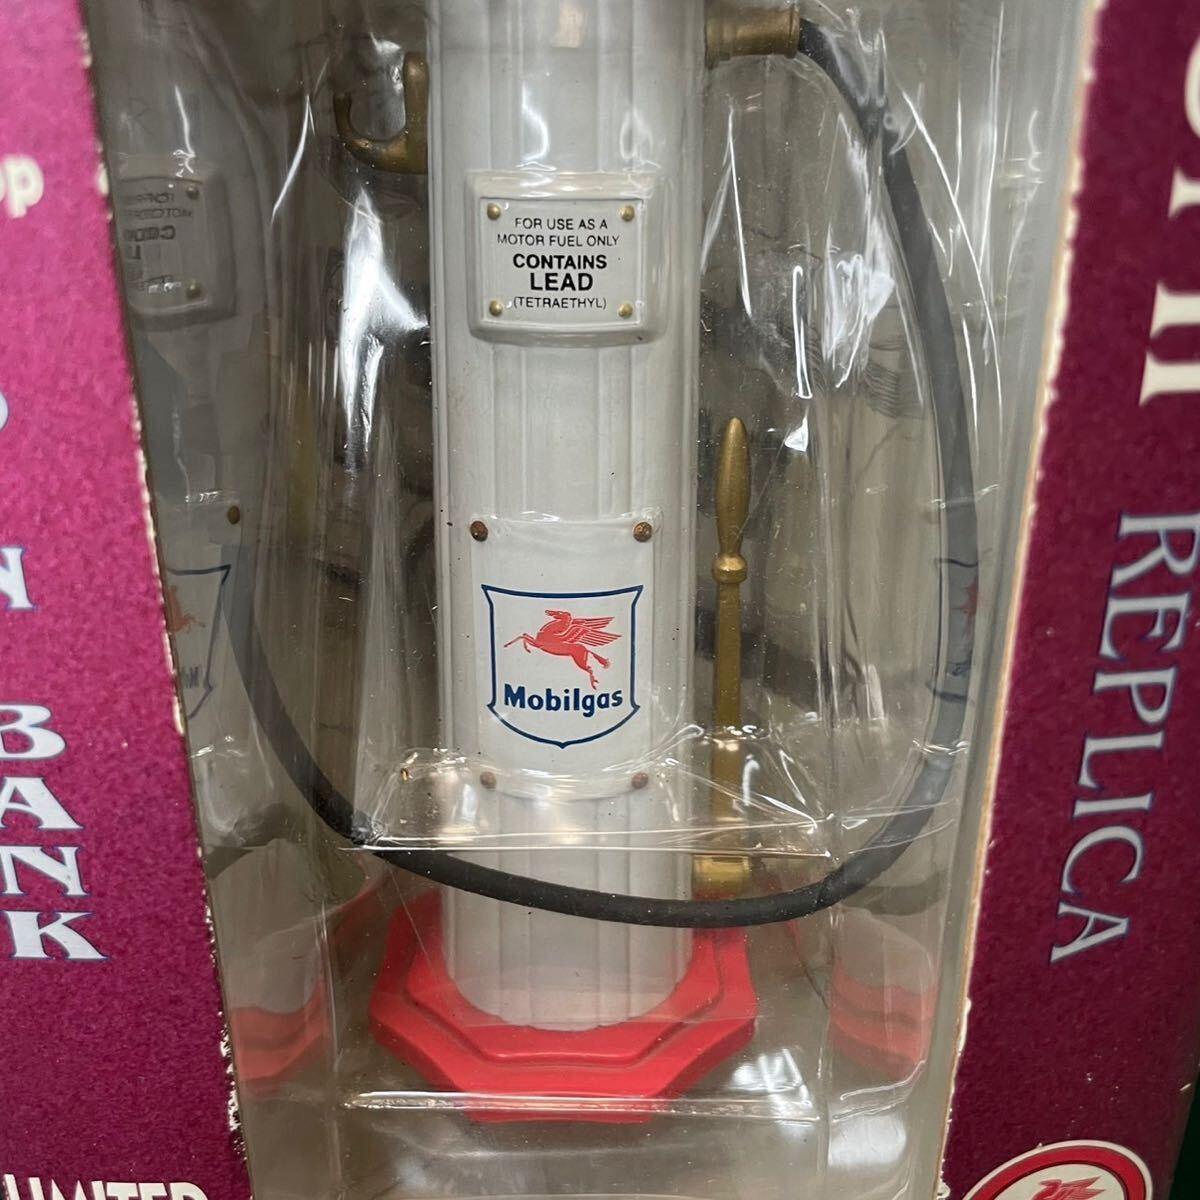 FOR USE AS A
MOTOR FUEL ONLY
CONTAINS
LEAD
(TETRAETHYL)
Mobilgas
BANK
REPLICA